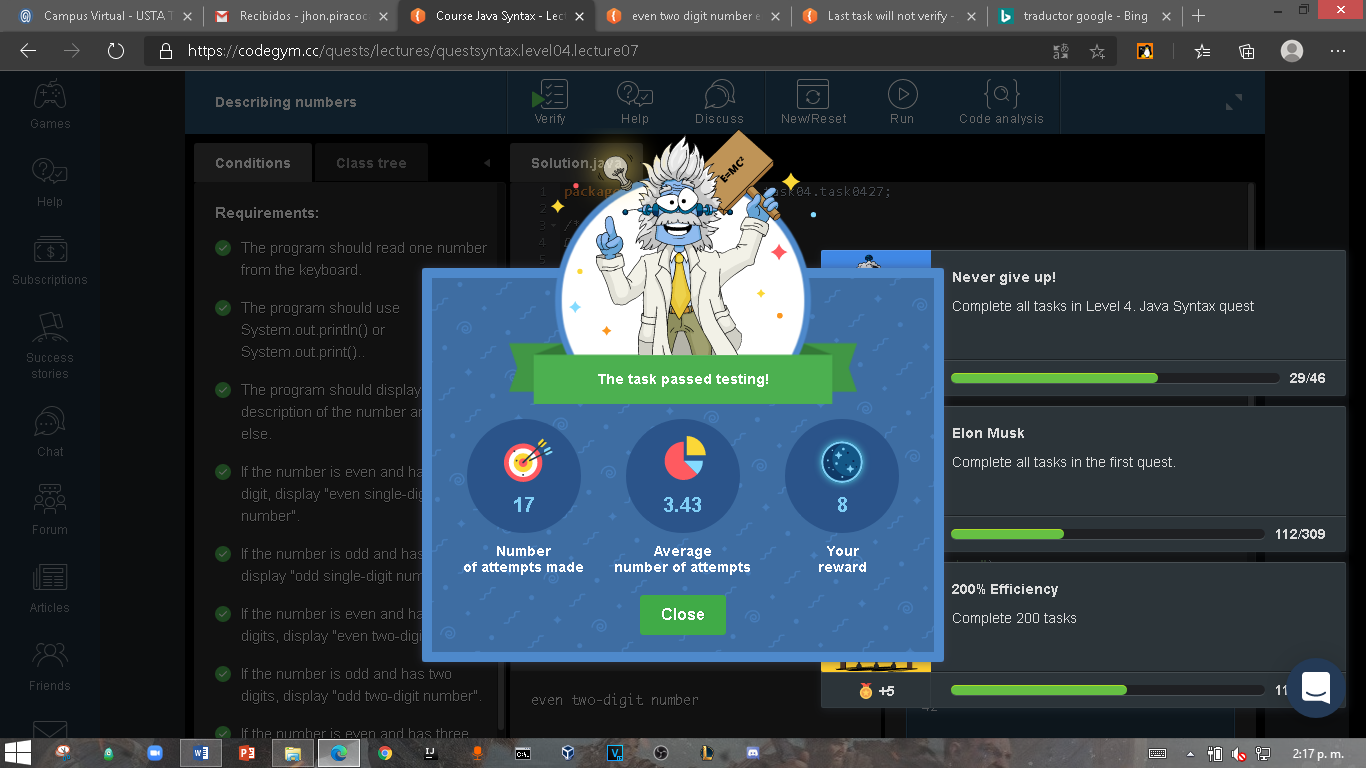 Campus Virtual - USTA T
Recibidos - jhon.piracoc
Course Java Syntax - Lec
even two digit number e
Last task will not verify -
traductor google - Bing
https://codegym.cc/quests/lectures/questsyntax.level04.lecture07
Games
Help
Subscriptions
Success
stories
Chat
Forum
Articles
Friends
Describing numbers
Verify
Help
Discuss
New/Reset
Run
Code analysis
Conditions
Class tree
Requirements:
The program should read one number
from the keyboard.
The program should use
System.out.println() or
System.out.print()..
The program should display
description of the number an
else.
If the number is even and ha
digit, display "even single-dig
number".
If the number is odd and has
display "odd single-digit num
If the number is even and ha
digits, display "even two-digi
If the number is odd and has two
digits, display "odd two-digit number".
If the number is even and has three
Solution.java
1 package
task04.task0427;
2
3 /*
4
5
E=MC²
The task passed testing!
17
Number
of attempts made
3.43
Average
number of attempts
8
Your
reward
Close
even two-digit number
Never give up!
Complete all tasks in Level 4. Java Syntax quest
29/46
Elon Musk
Complete all tasks in the first quest.
112/309
200% Efficiency
Complete 200 tasks
+5
2:17 p. m.